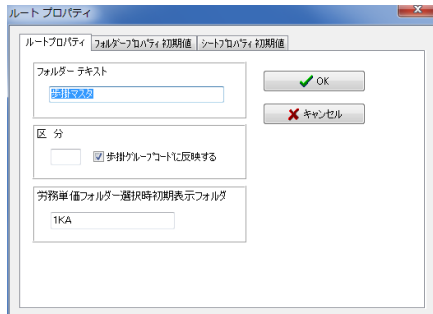 ルート プロパティ
ルートプロパティ フォルダープロパティ初期値 シートプロパティ初期値
フォルダー テキスト
歩掛マスタ
OK
キャンセル
区 分
歩掛グループコードに反映する
労務単価フォルダー選択時初期表示フォルダ
1KA